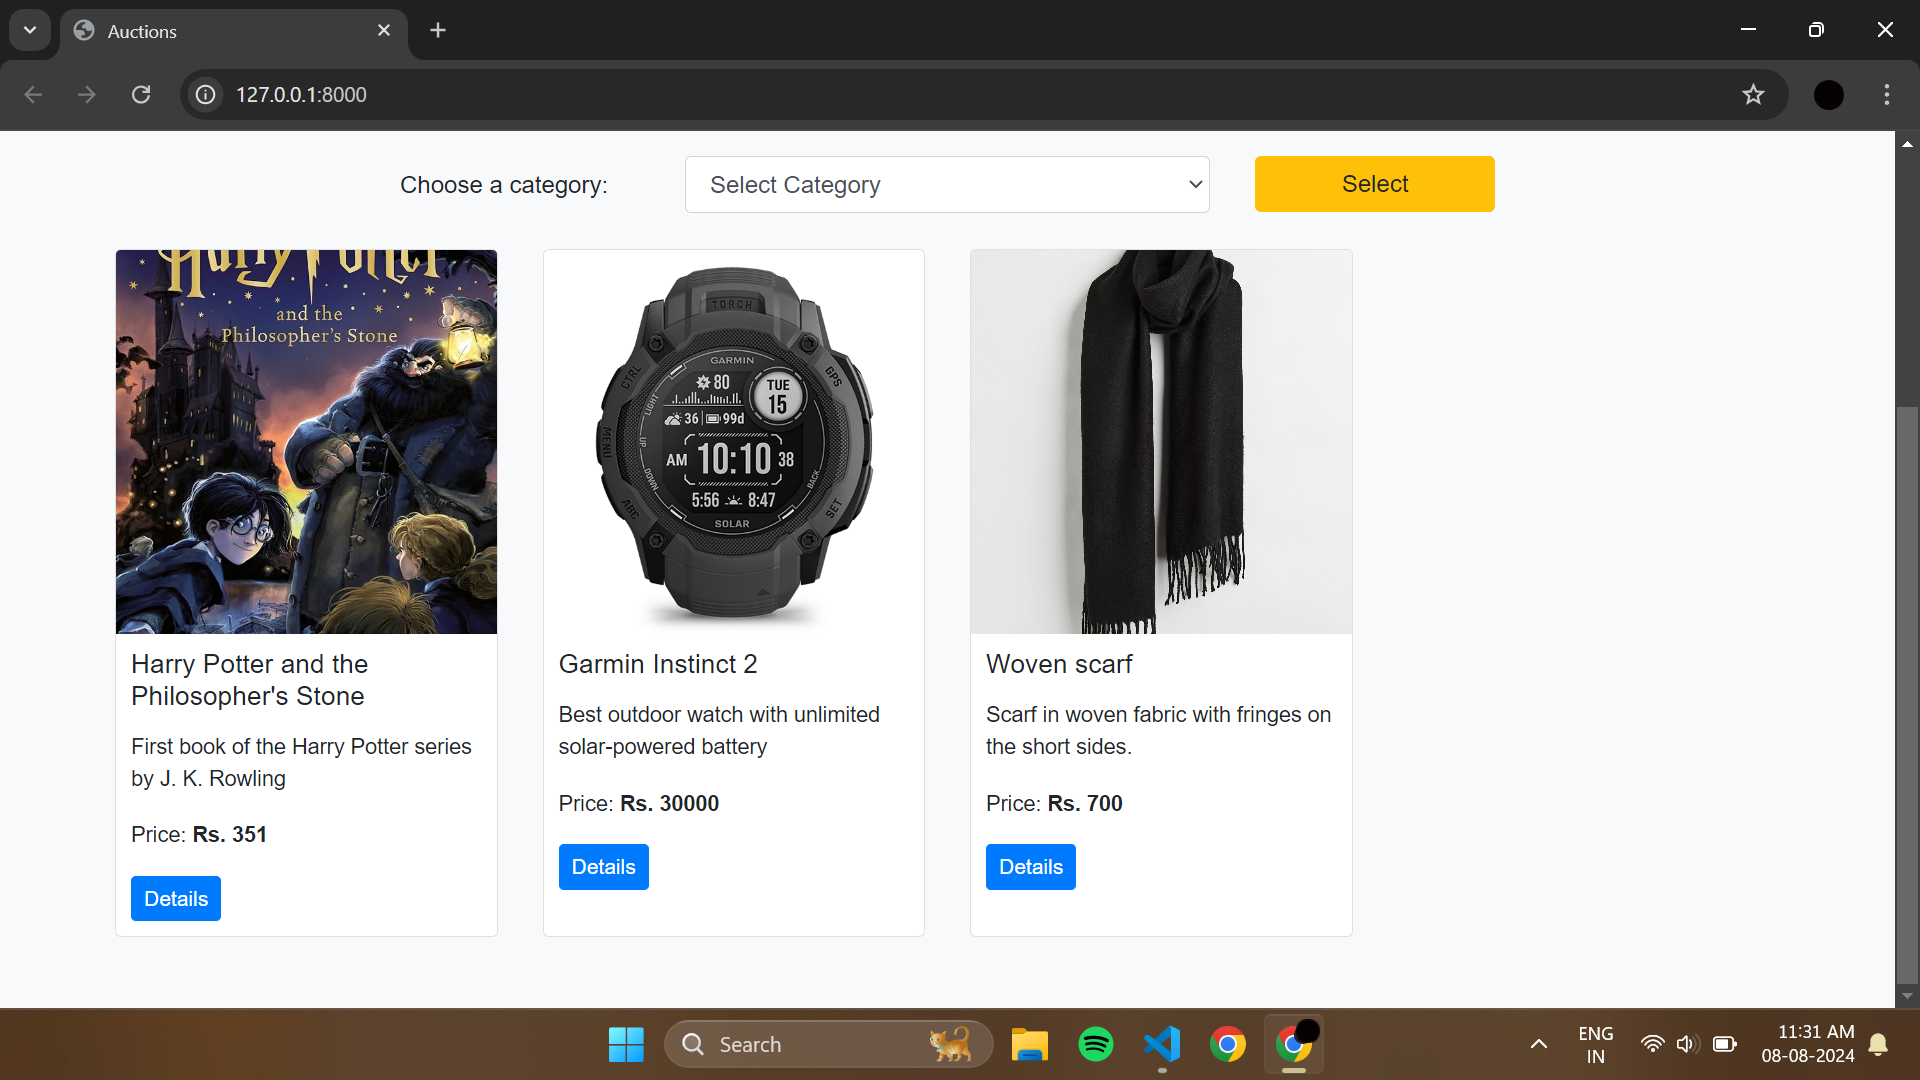 Auctions
127.0.0.1:8000
Choose a category:
Select Category
Select
Harry Potter
and the
Philosopher's Stone
TORCH
GARMIN
CTRL
GPS
80
TUE
15
LIGHT
36 99d
MENU
UP
AM 10:10 38
DOWN
BACK
5:56 8:47
ABC
SET
SOLAR
Harry Potter and the
Philosopher's Stone
First book of the Harry Potter series
by J. K. Rowling
Price: Rs. 351
Details
Garmin Instinct 2
Best outdoor watch with unlimited
solar-powered battery
Price: Rs. 30000
Details
Woven scarf
Scarf in woven fabric with fringes on
the short sides.
Price: Rs. 700
Details
Search
ENG
IN
11:31 AM
08-08-2024